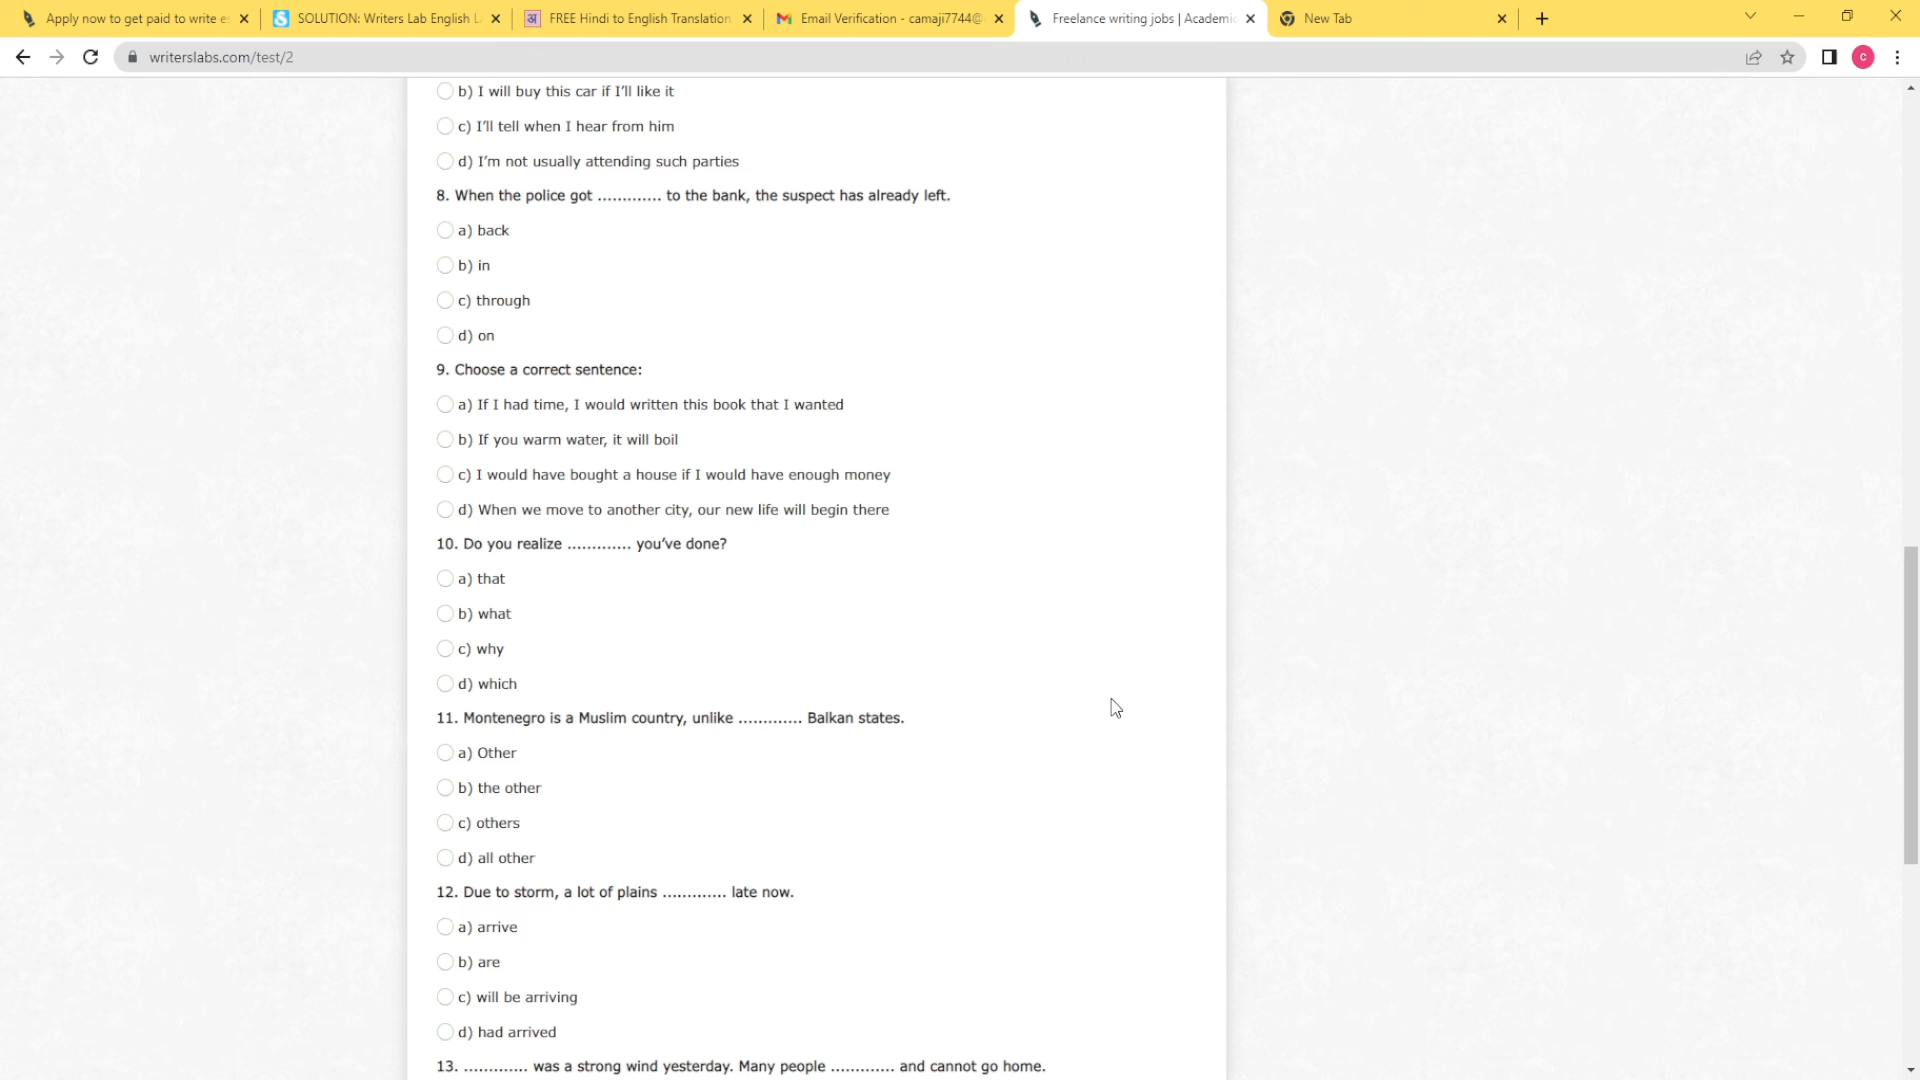 Apply now to get paid to write es
SOLUTION: Writers Lab English L
FREE Hindi to English Translation
Email Verification - camaji7744@
Freelance writing jobs | Academic
New Tab
writerslabs.com/test/2
C
b) I will buy this car if I’ll like it
c) I’ll tell when I hear from him
d) I’m not usually attending such parties
8. When the police got ............. to the bank, the suspect has already left.
a) back
b) in
c) through
d) on
9. Choose a correct sentence:
a) If I had time, I would written this book that I wanted
b) If you warm water, it will boil
c) I would have bought a house if I would have enough money
d) When we move to another city, our new life will begin there
10. Do you realize ............. you’ve done?
a) that
b) what
c) why
d) which
11. Montenegro is a Muslim country, unlike ............. Balkan states.
a) Other
b) the other
c) others
d) all other
12. Due to storm, a lot of plains ............. late now.
a) arrive
b) are
c) will be arriving
d) had arrived
13. ............. was a strong wind yesterday. Many people ............. and cannot go home.